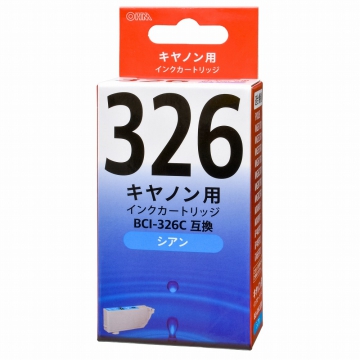 OHM
キヤノン用
インクカートリッジ
326
キヤノン用
インクカートリッジ
BCI-326C 互換
シアン